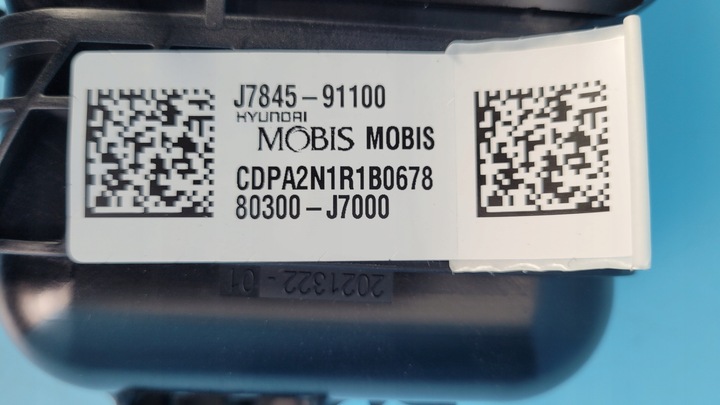 J7845-91100
HYUNDAI
MOBIS MOBIS
CDPA2N1R1B0678
80300-J7000
2021322-01